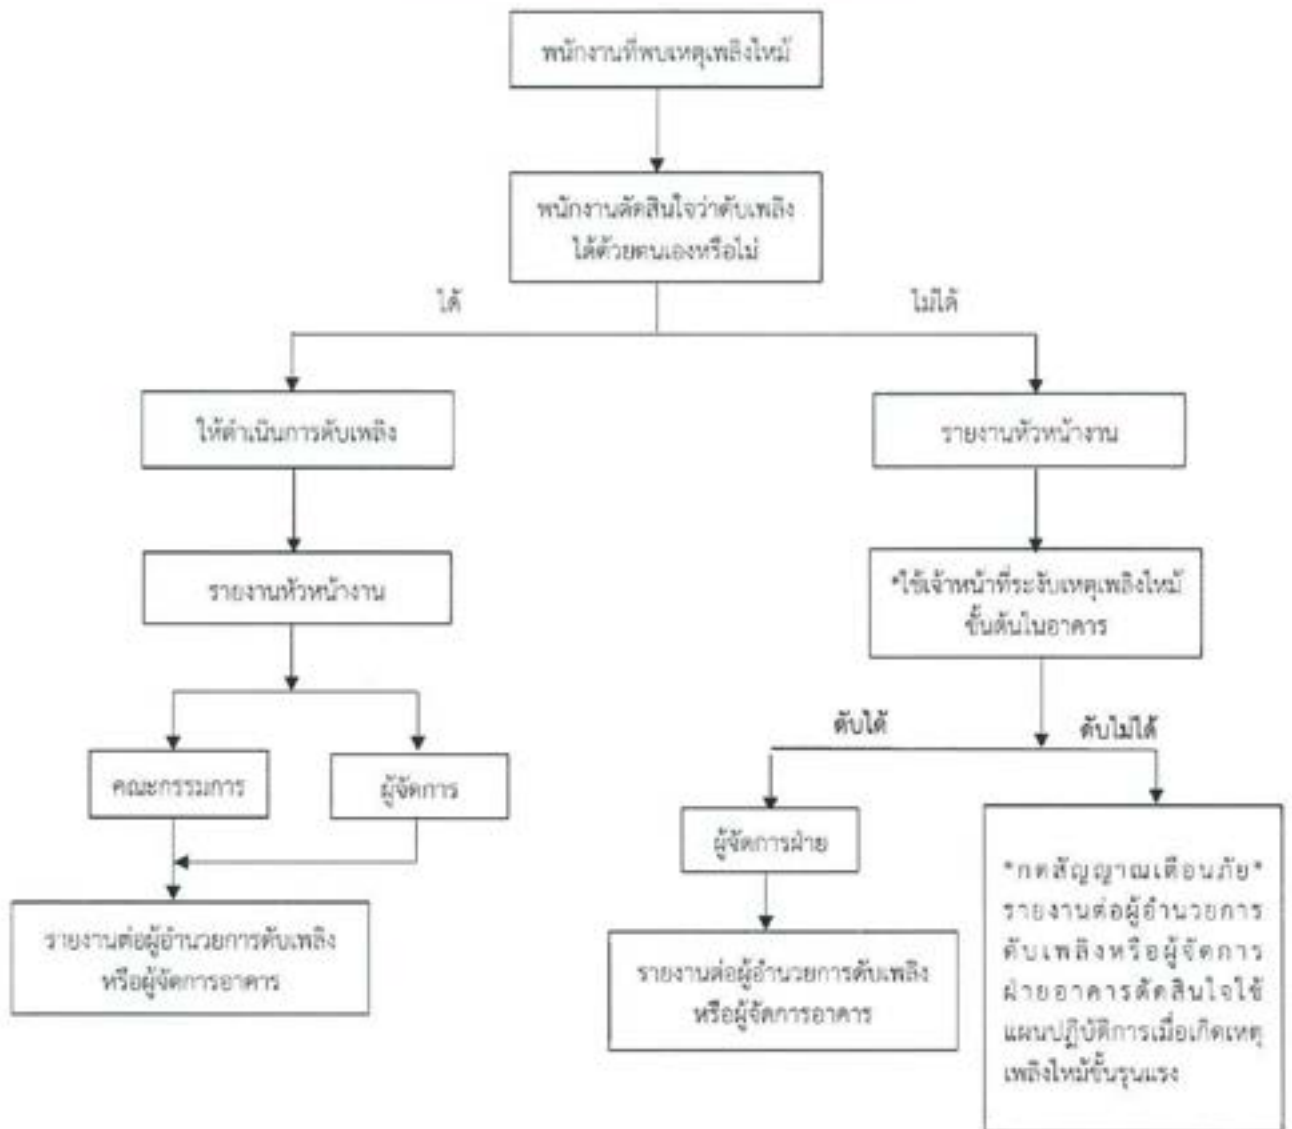 พนักงานที่พบเหตุเพลิงไหม้
พนักงานตัดสินใจว่าดับเพลิง
ได้ด้วยตนเองหรือไม่
ได้
ไม่ได้
ให้ดำเนินการดับเพลิง
รายงานหัวหน้างาน
รายงานหัวหน้างาน
*ใช้เจ้าหน้าที่ระงับเหตุเพลิงไหม้
ขั้นต้นในอาคาร
ดับได้
ดับไม่ได้
คณะกรรมการ
ผู้จัดการ
ผู้จัดการฝ่าย
รายงานต่อผู้อำนวยการดับเพลิง
หรือผู้จัดการอาคาร
รายงานต่อผู้อำนวยการดับเพลิง
หรือผู้จัดการอาคาร
*กดสัญญาณเตือนภัย*
รายงานต่อผู้อำนวยการ
ดับเพลิงหรือผู้จัดการ
ฝ่ายอาคารตัดสินใจใช้
แผนปฏิบัติการเมื่อเกิดเหตุ
เพลิงไหม้ขั้นรุนแรง